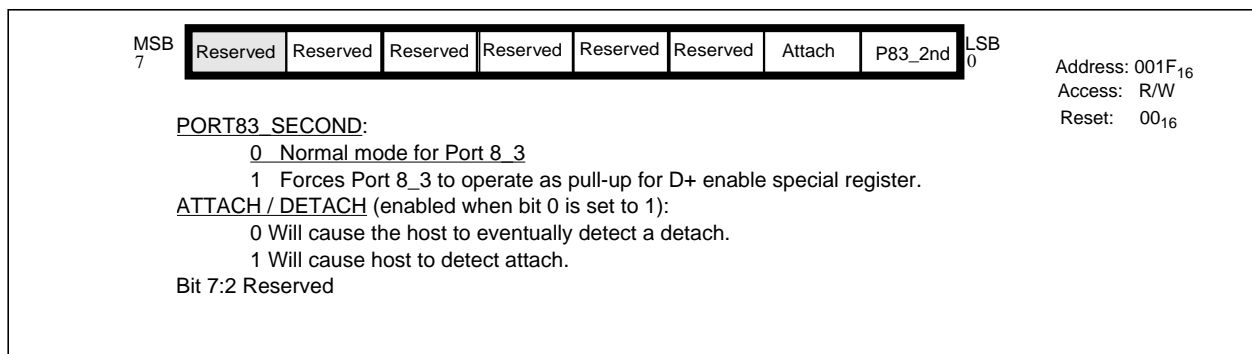 MSB
7
Reserved Reserved Reserved Reserved Reserved Reserved Attach P83_2nd
LSB
0
Address: 001F16
Access: R/W
Reset: 0016
PORT83_SECOND:
0 Normal mode for Port 8_3
1 Forces Port 8_3 to operate as pull-up for D+ enable special register.
ATTACH / DETACH (enabled when bit 0 is set to 1):
0 Will cause the host to eventually detect a detach.
1 Will cause host to detect attach.
Bit 7:2 Reserved